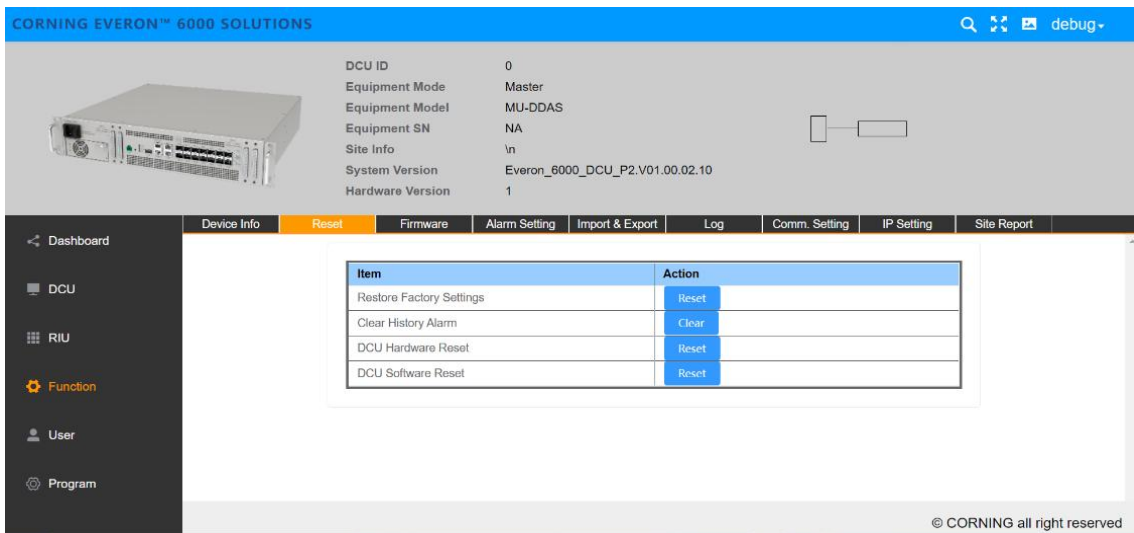 CORNING EVERON™ 6000 SOLUTIONS
debug
DCU ID 0
Equipment Mode Master
Equipment Model MU-DDAS
Equipment SN NA
Site Info \n
System Version Everon_6000_DCU_P2.V01.00.02.10
Hardware Version 1
Device Info Reset Firmware Alarm Setting Import & Export Log Comm. Setting IP Setting Site Report
Dashboard
DCU
RIU
Function
User
Program
Item Action
Restore Factory Settings Reset
Clear History Alarm Clear
DCU Hardware Reset Reset
DCU Software Reset Reset
© CORNING all right reserved